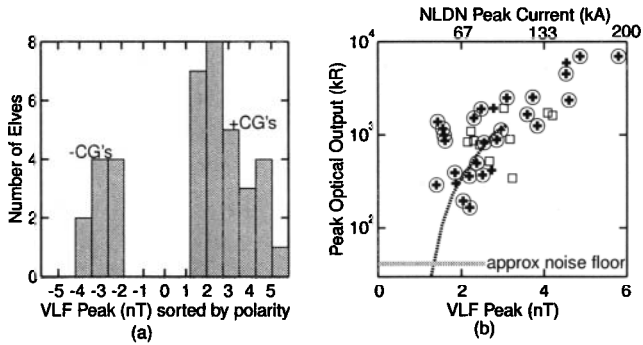 8
6
4
2
0
Number of Elves
-CG's
+CG's
-5 -4 -3 -2 -1 0 1 2 3 4 5
VLF Peak (nT) sorted by polarity
(a)
NLDN Peak Current (kA)
67 133 200
10^4
10^3
10^2
Peak Optical Output (kR)
approx noise floor
0 2 4 6
VLF Peak (nT)
(b)